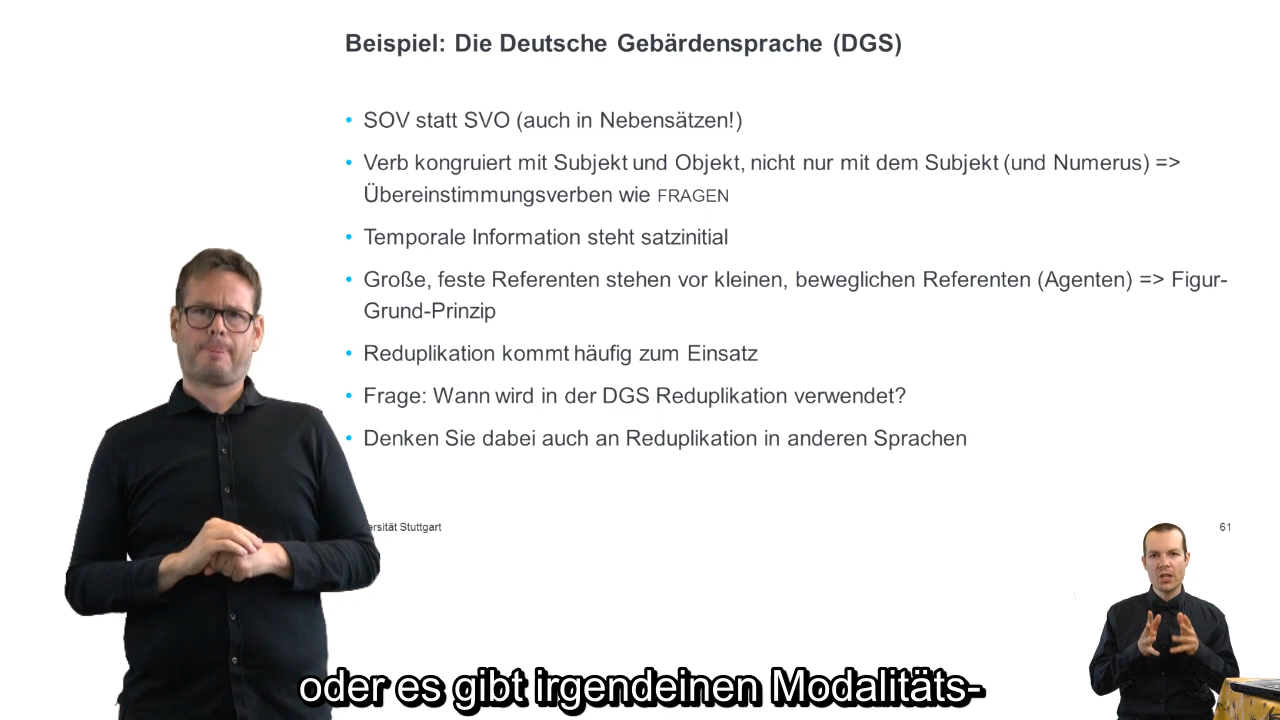 Beispiel: Die Deutsche Gebärdensprache (DGS)
• SOV statt SVO (auch in Nebensätzen!)
• Verb kongruiert mit Subjekt und Objekt, nicht nur mit dem Subjekt (und Numerus) =>
Übereinstimmungsverben wie FRAGEN
• Temporale Information steht satzinitial
• Große, feste Referenten stehen vor kleinen, beweglichen Referenten (Agenten) => Figur-
Grund-Prinzip
• Reduplikation kommt häufig zum Einsatz
• Frage: Wann wird in der DGS Reduplikation verwendet?
• Denken Sie dabei auch an Reduplikation in anderen Sprachen
Stuttgart
61
oder es gibt irgendeinen Modalitäts-